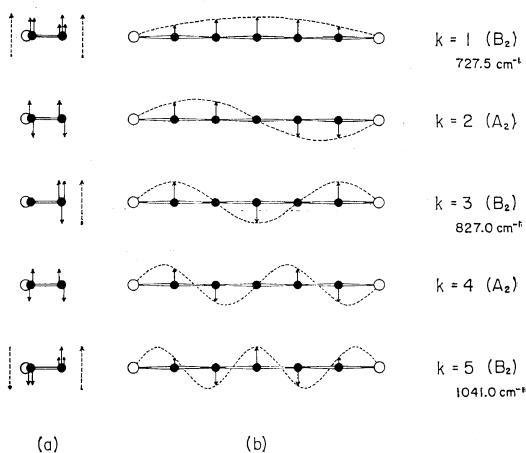 k = 1 (B₂)
727.5 cm⁻¹
k = 2 (A₂)
k = 3 (B₂)
827.0 cm⁻¹
k = 4 (A₂)
k = 5 (B₂)
1041.0 cm⁻¹
(a) (b)